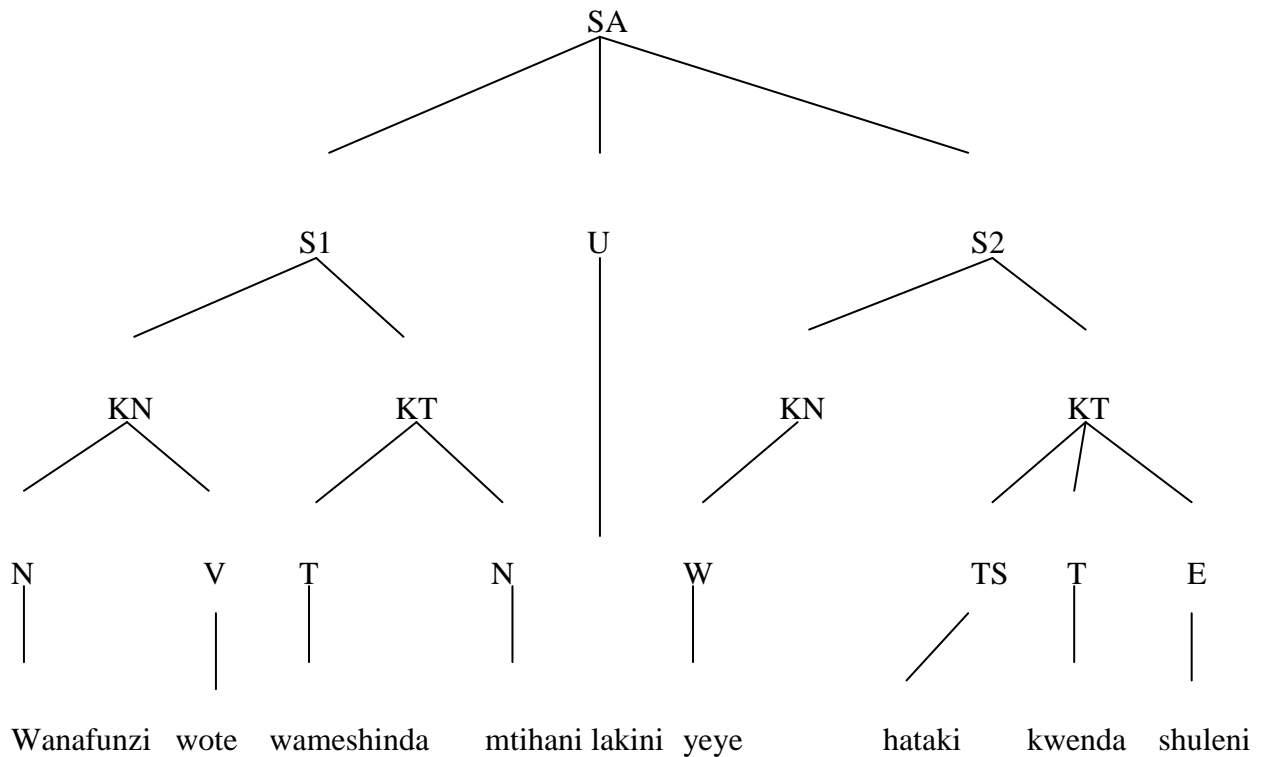 SA
S1 U S2
KN KT KN KT
N V T N W TS T E
Wanafunzi wote wameshinda mtihani lakini yeye hataki kwenda shuleni